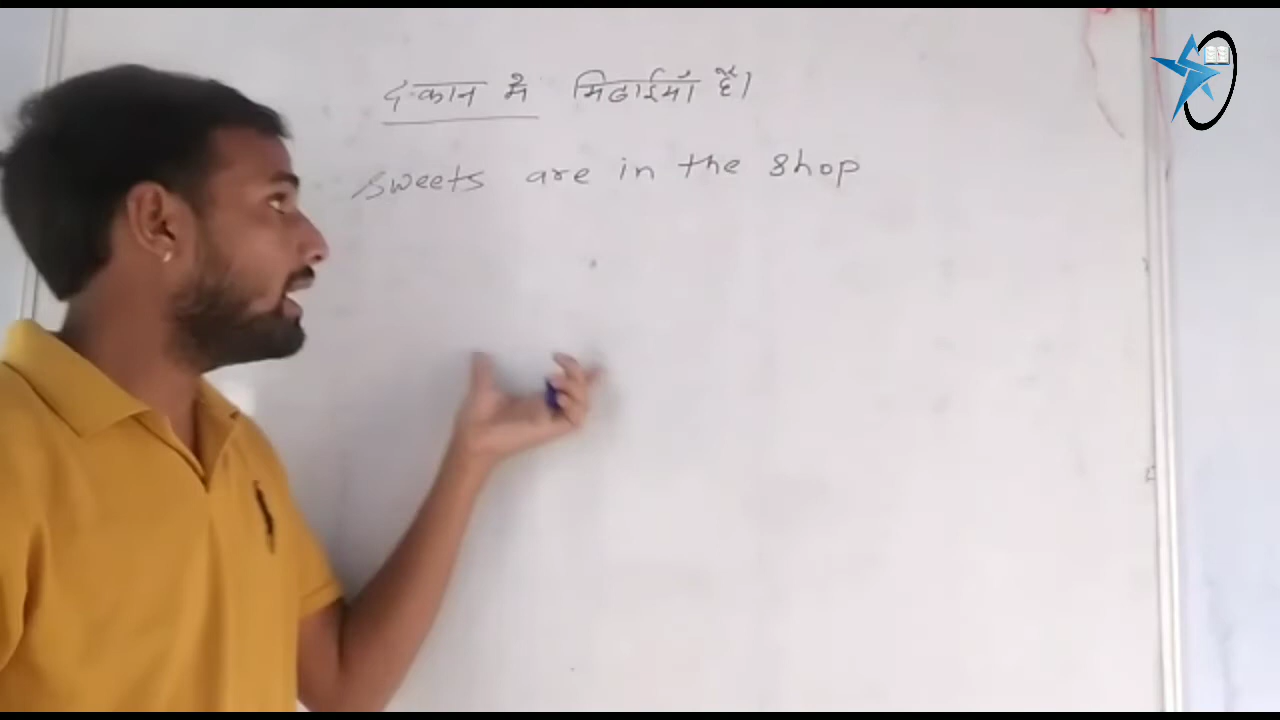 दुकान में मिठाईयाँ हैं।
sweets are in the shop